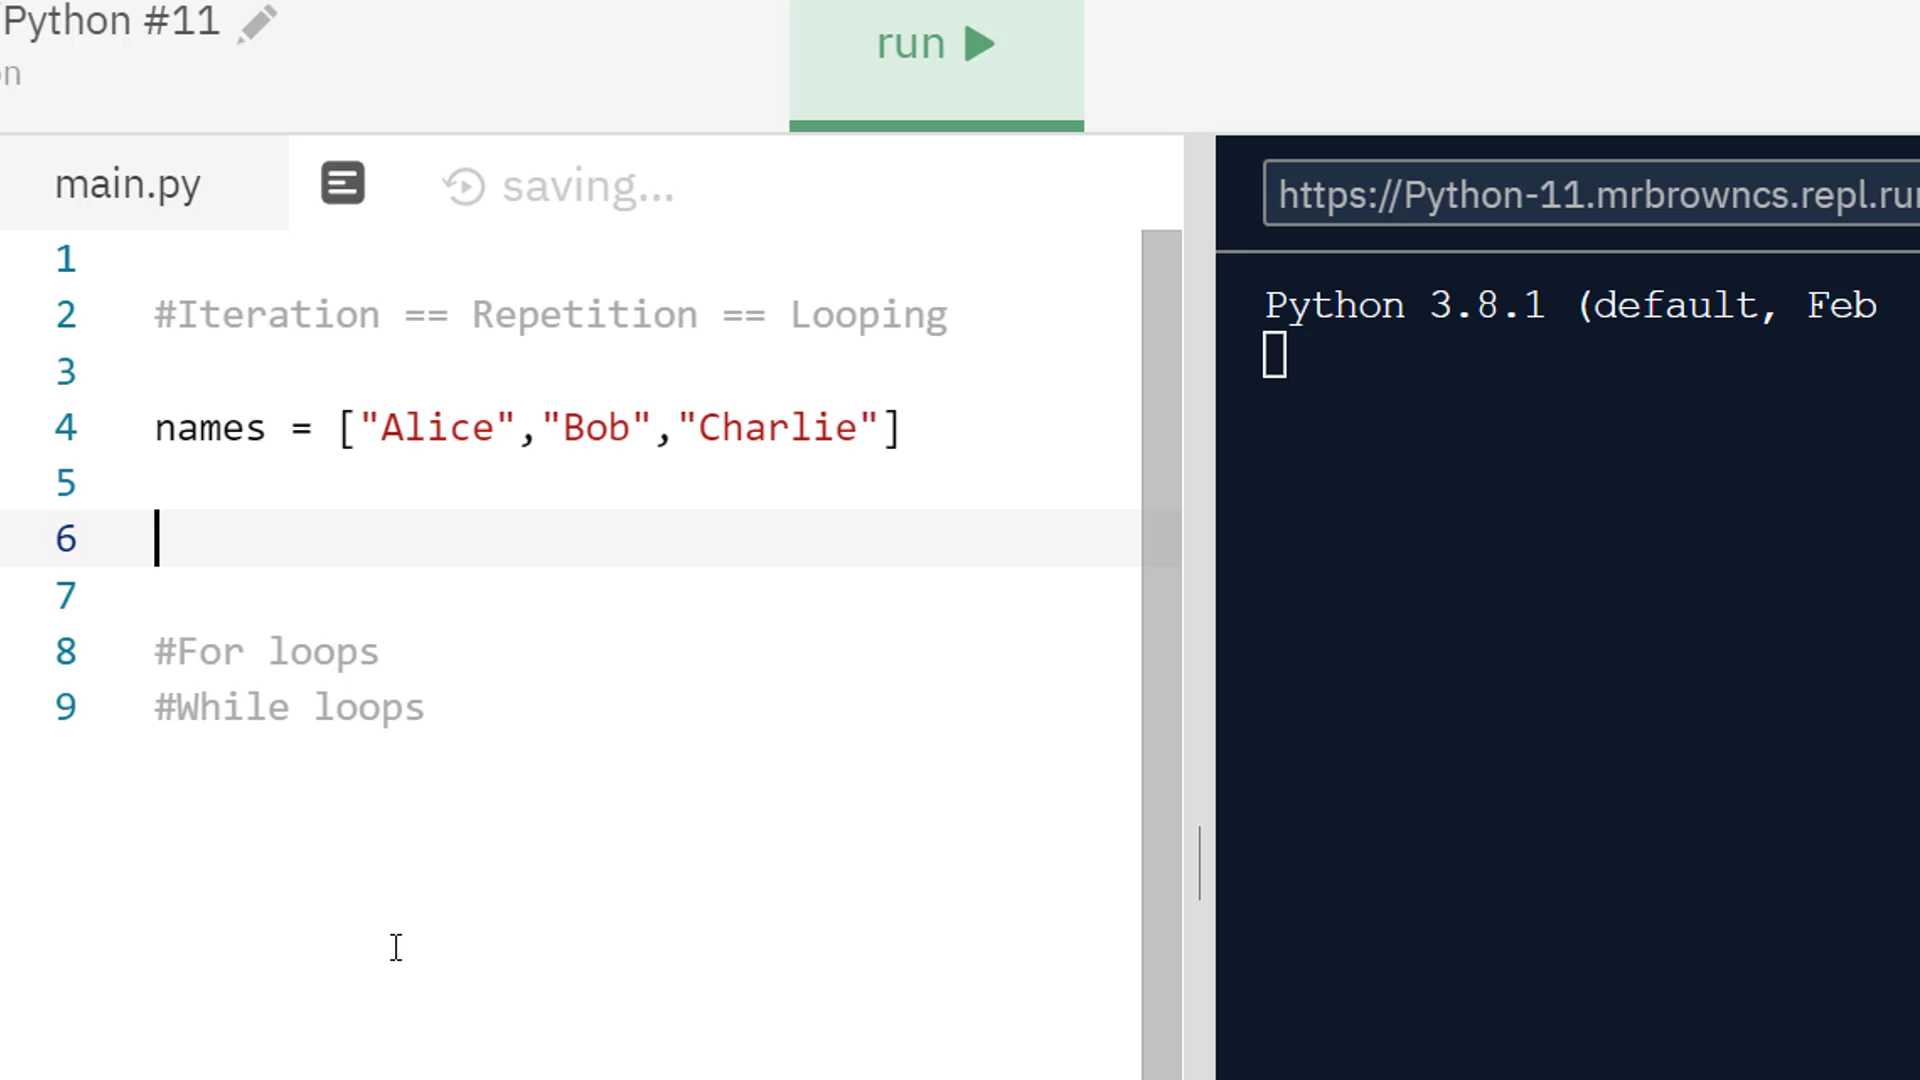 Python #11
on
run
main.py
saving...
https://Python-11.mrbrowncs.repl.run
1
2 #Iteration == Repetition == Looping
3
4 names = ["Alice","Bob","Charlie"]
5
6
7
8 #For loops
9 #While loops
Python 3.8.1 (default, Feb